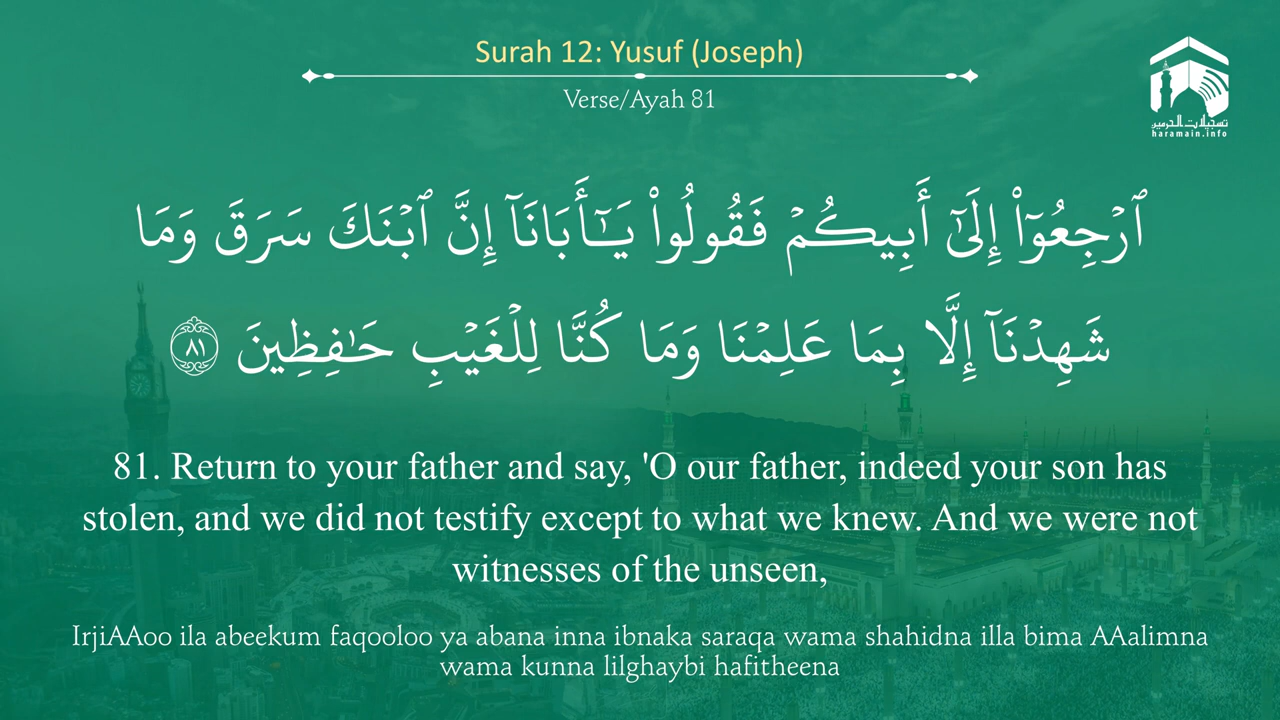 Surah 12: Yusuf (Joseph)
Verse/Ayah 81
تسجيلات الحرمين
haramain.info
ٱرْجِعُوٓا۟ إِلَىٰٓ أَبِيكُمْ فَقُولُوا۟ يَـٰٓأَبَانَآ إِنَّ ٱبْنَكَ سَرَقَ وَمَا
شَهِدْنَآ إِلَّا بِمَا عَلِمْنَا وَمَا كُنَّا لِلْغَيْبِ حَـٰفِظِينَ ٨١
81. Return to your father and say, 'O our father, indeed your son has
stolen, and we did not testify except to what we knew. And we were not
witnesses of the unseen,
IrjiAAoo ila abeekum faqooloo ya abana inna ibnaka saraqa wama shahidna illa bima AAalimna
wama kunna lilghaybi hafitheena